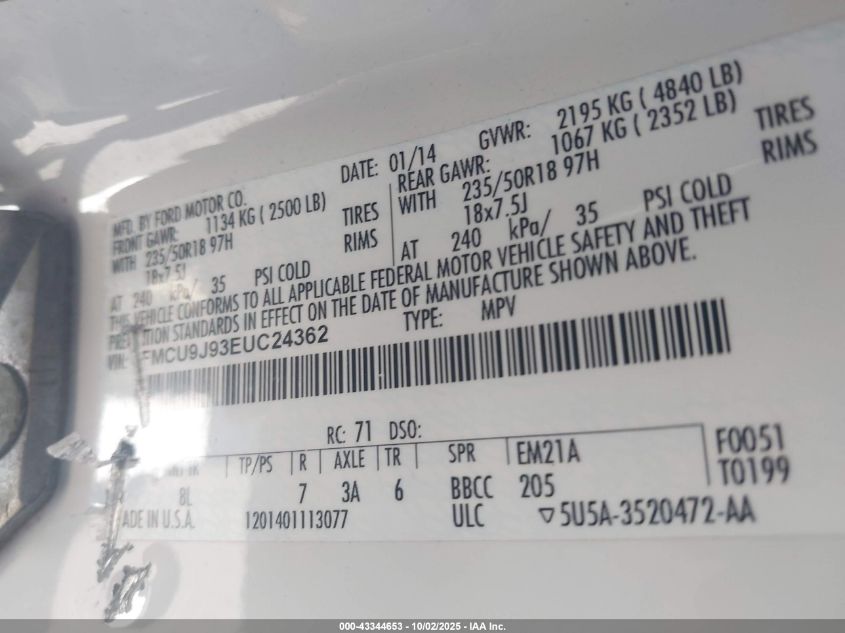 MFD. BY FORD MOTOR CO. DATE: 01/14 GVWR: 2195 KG ( 4840 LB)
FRONT GAWR: 1134 KG ( 2500 LB) REAR GAWR: 1067 KG ( 2352 LB)
WITH 235/50R18 97H TIRES WITH 235/50R18 97H TIRES
18x7.5J RIMS 18x7.5J RIMS
AT 240 kPa/ 35 PSI COLD AT 240 kPa/ 35 PSI COLD
THIS VEHICLE CONFORMS TO ALL APPLICABLE FEDERAL MOTOR VEHICLE SAFETY AND THEFT
STANDARDS IN EFFECT ON THE DATE OF MANUFACTURE SHOWN ABOVE.
VIN: FMCU9J93EUC24362 TYPE: MPV
RC: 71 DSO:
TP/PS R AXLE TR SPR EM21A F0051
8L 7 3A 6 BBCC 205 T0199
MADE IN U.S.A. 1201401113077 ULC ▽5U5A-3520472-AA
000-43344653 - 10/02/2025 - IAA Inc.